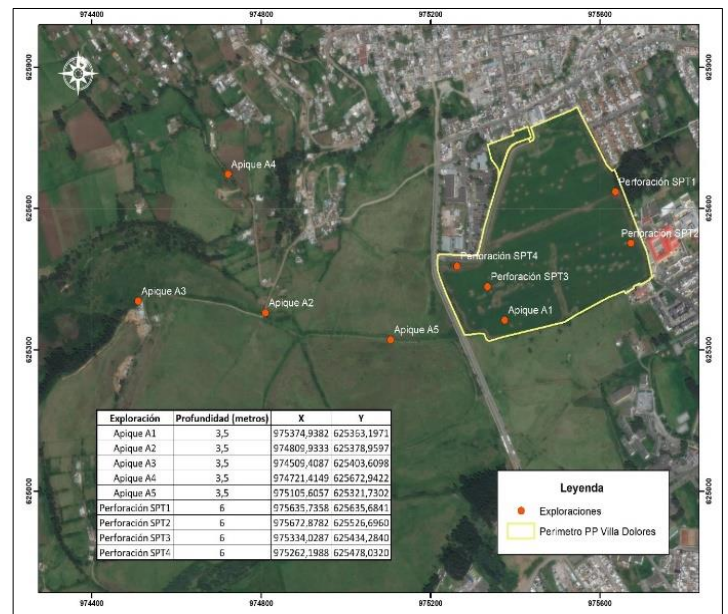 974400 974800 975200 975600
625900
625900
Apique A4
Perforación SPT1
625600
625600
Perforación SPT2
Perforación SPT4
Perforación SPT3
Apique A3
Apique A2
Apique A1
Apique A5
625300
625300
Exploración Profundidad (metros) X Y
Apique A1 3,5 975374,9382 625363,1971
Apique A2 3,5 974809,9333 625378,9597
Apique A3 3,5 974509,4087 625403,6098
Apique A4 3,5 974721,4149 625672,9422
Apique A5 3,5 975105,6057 625321,7302
Perforación SPT1 6 975635,7358 625635,6841
Perforación SPT2 6 975672,8782 625526,6960
Perforación SPT3 6 975334,0287 625434,2840
Perforación SPT4 6 975262,1988 625478,0320
Leyenda
Exploraciones
Perimetro PP Villa Dolores
625000
625000
974400 974800 975200 975600